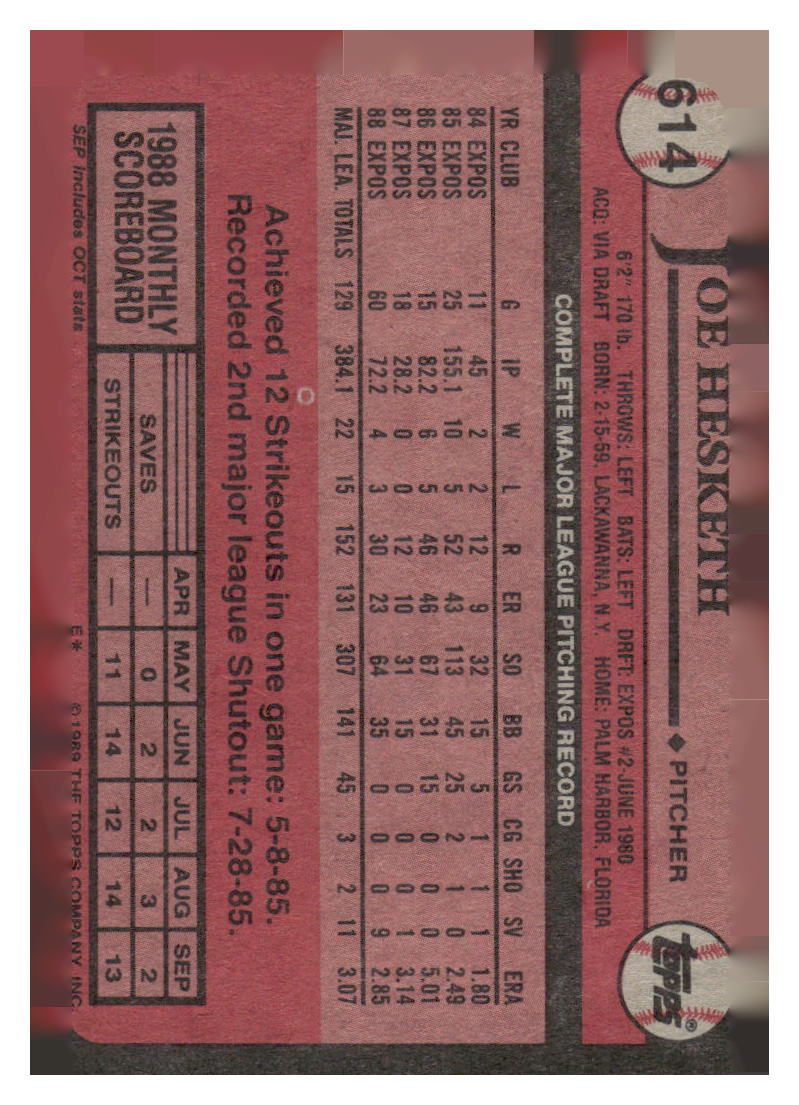 614
JOE HESKETH ◆ PITCHER
topps®
6'2" 170 lb. THROWS: LEFT BATS: LEFT DRFT: EXPOS #2-JUNE 1980
ACQ: VIA DRAFT BORN: 2-15-59, LACKAWANNA, N.Y. HOME: PALM HARBOR, FLORIDA
COMPLETE MAJOR LEAGUE PITCHING RECORD
YR CLUB G IP W L R ER SO BB GS CG SHO SV ERA
84 EXPOS 11 45 2 2 12 9 32 15 5 1 1 1 1.80
85 EXPOS 25 155.1 10 5 52 43 113 45 25 2 1 0 2.49
86 EXPOS 15 82.2 6 5 46 46 67 31 15 0 0 0 5.01
87 EXPOS 18 28.2 0 0 12 10 31 15 0 0 0 1 3.14
88 EXPOS 60 72.2 4 3 30 23 64 35 0 0 0 9 2.85
MAJ. LEA. TOTALS 129 384.1 22 15 152 131 307 141 45 3 2 11 3.07
Achieved 12 Strikeouts in one game: 5-8-85.
Recorded 2nd major league Shutout: 7-28-85.
1988 MONTHLY
SCOREBOARD
APR MAY JUN JUL AUG SEP
SAVES — 0 2 2 3 2
STRIKEOUTS — 11 14 12 14 13
SEP includes OCT stats E* © 1989 THE TOPPS COMPANY, INC.